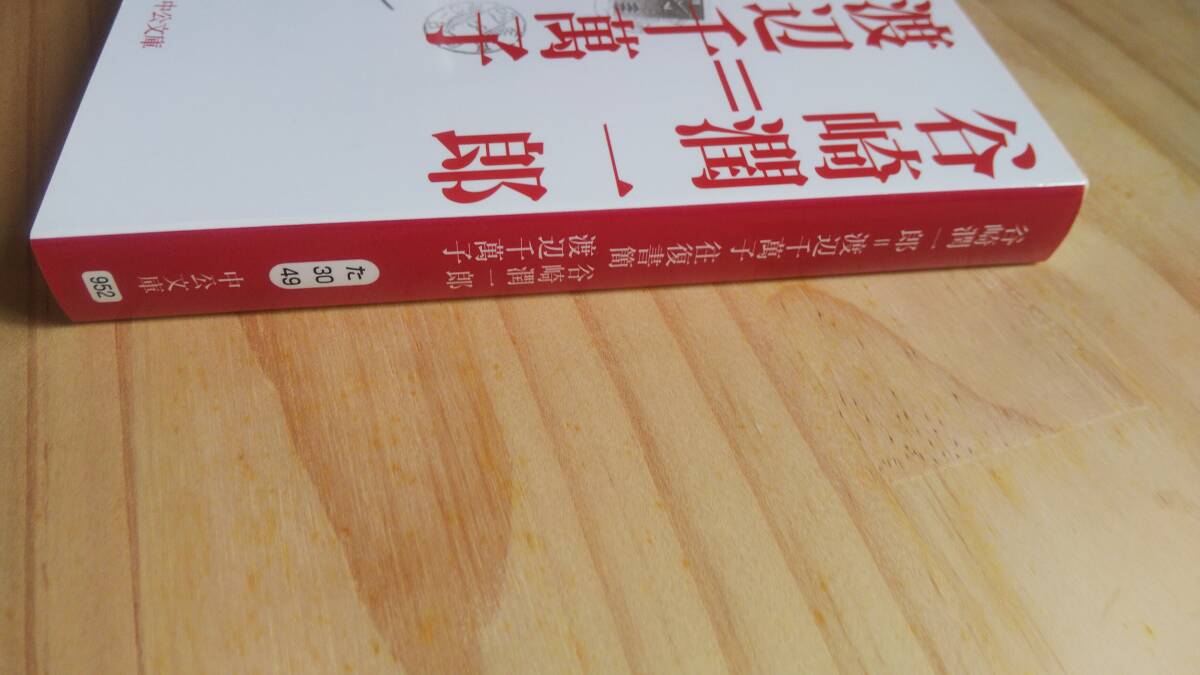 谷崎潤一郎
＝
渡辺千萬子
中公文庫
谷崎潤一郎＝渡辺千萬子 往復書簡
谷崎潤一郎
渡辺千萬子
た
30
49
中公文庫
952